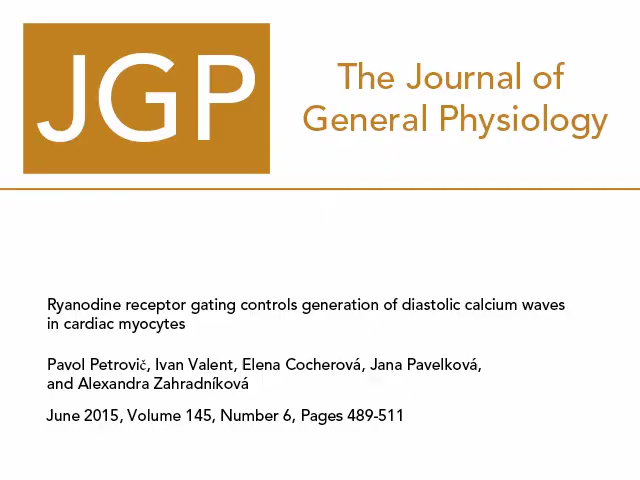 JGP
The Journal of
General Physiology
Ryanodine receptor gating controls generation of diastolic calcium waves
in cardiac myocytes
Pavol Petrovič, Ivan Valent, Elena Cocherová, Jana Pavelková,
and Alexandra Zahradníková
June 2015, Volume 145, Number 6, Pages 489-511